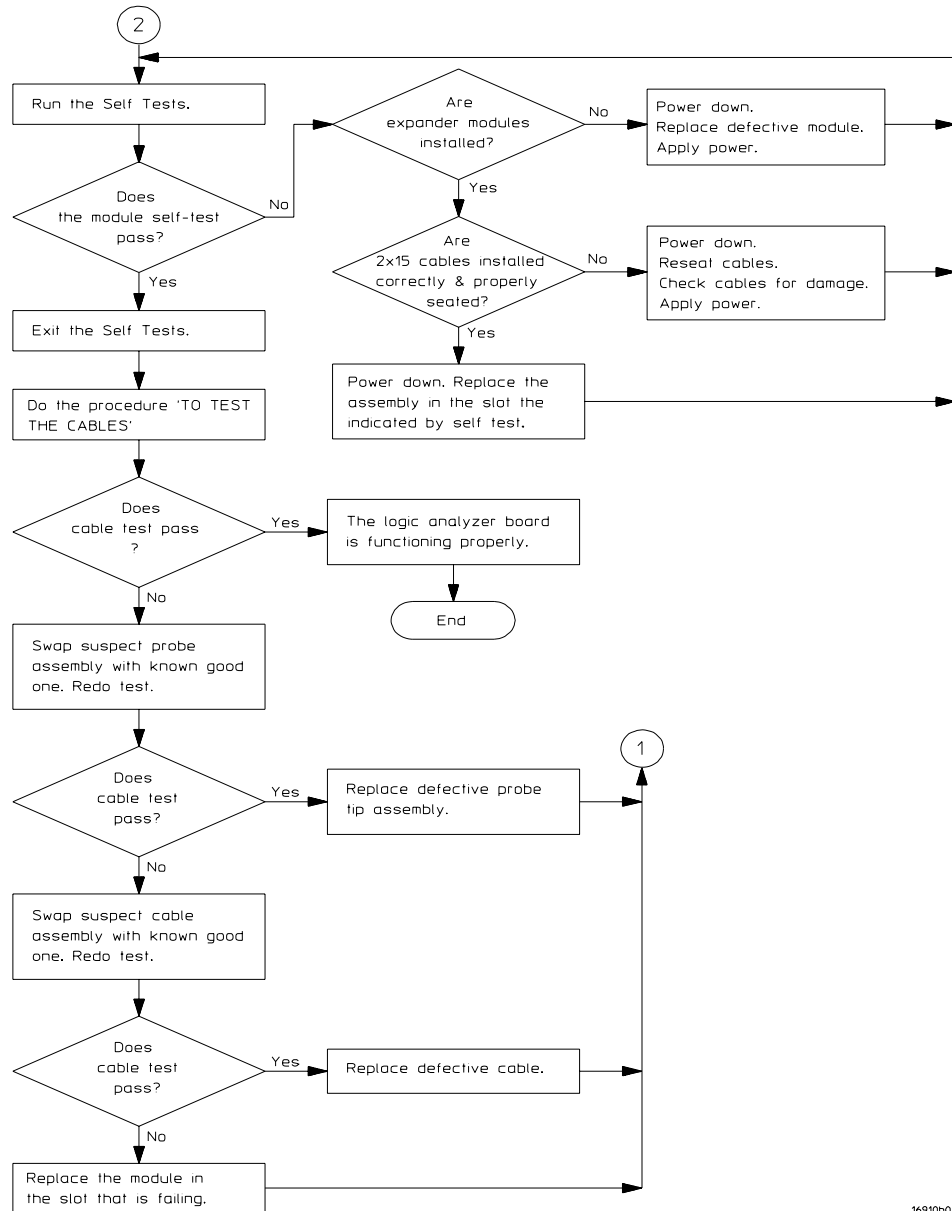 2
Run the Self Tests.
Does
the module self-test
pass?
No
Yes
Are
expander modules
installed?
No
Yes
Power down.
Replace defective module.
Apply power.
Are
2x15 cables installed
correctly & properly
seated?
No
Yes
Power down.
Reseat cables.
Check cables for damage.
Apply power.
Power down. Replace the
assembly in the slot the
indicated by self test.
Exit the Self Tests.
Do the procedure 'TO TEST
THE CABLES'
Does
cable test pass
?
Yes
No
The logic analyzer board
is functioning properly.
End
Swap suspect probe
assembly with known good
one. Redo test.
Does
cable test
pass?
Yes
No
Replace defective probe
tip assembly.
1
Swap suspect cable
assembly with known good
one. Redo test.
Does
cable test
pass?
Yes
No
Replace defective cable.
Replace the module in
the slot that is failing.